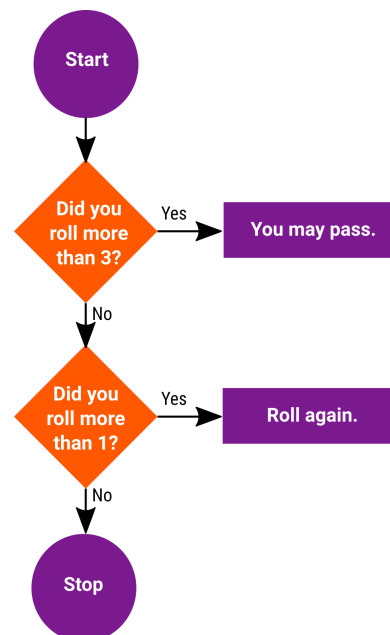 Start
Did you
roll more
than 3?
Yes
You may pass.
No
Did you
roll more
than 1?
Yes
Roll again.
No
Stop